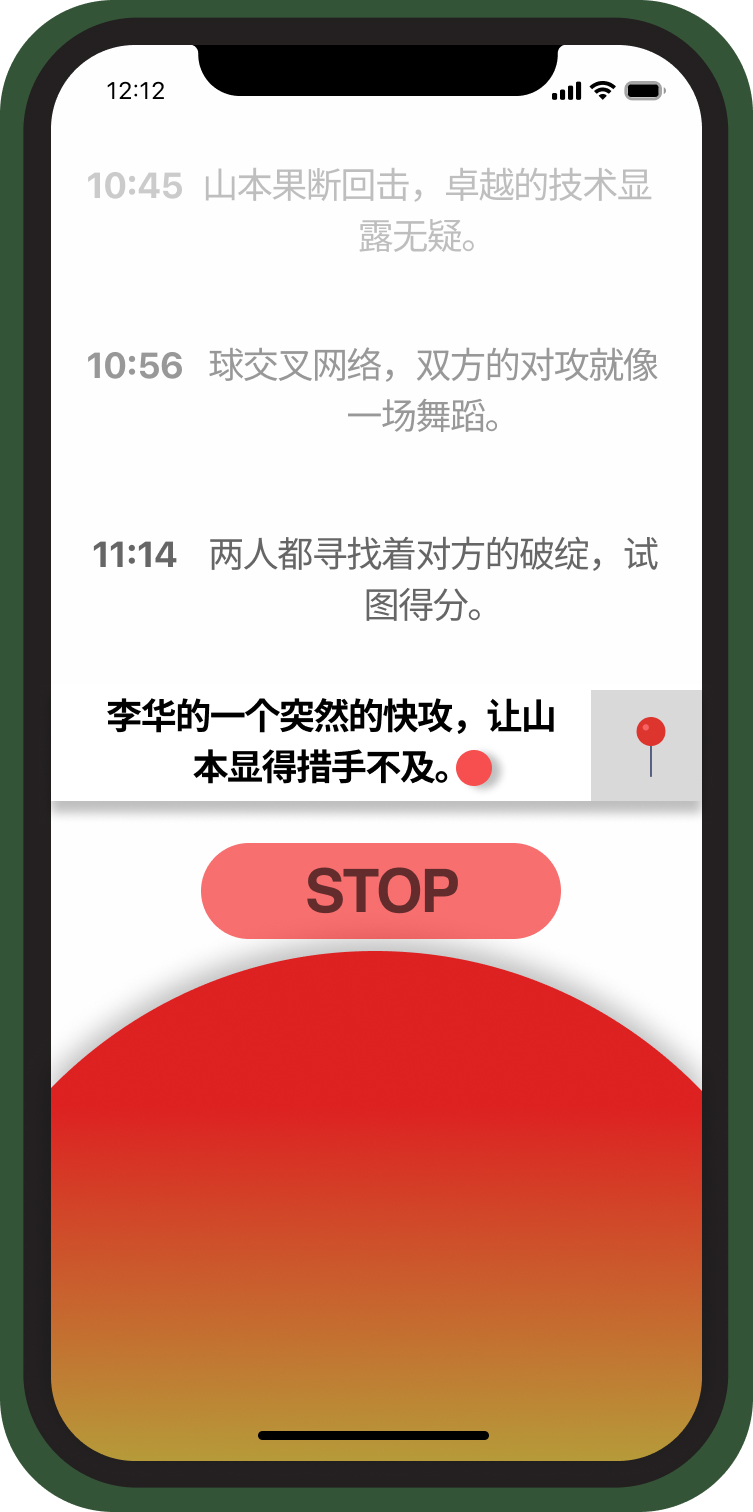 12:12
10:45 山本果断回击，卓越的技术显
露无疑。
10:56 球交叉网络，双方的对攻就像
一场舞蹈。
11:14 两人都寻找着对方的破绽，试
图得分。
李华的一个突然的快攻，让山
本显得措手不及。
STOP